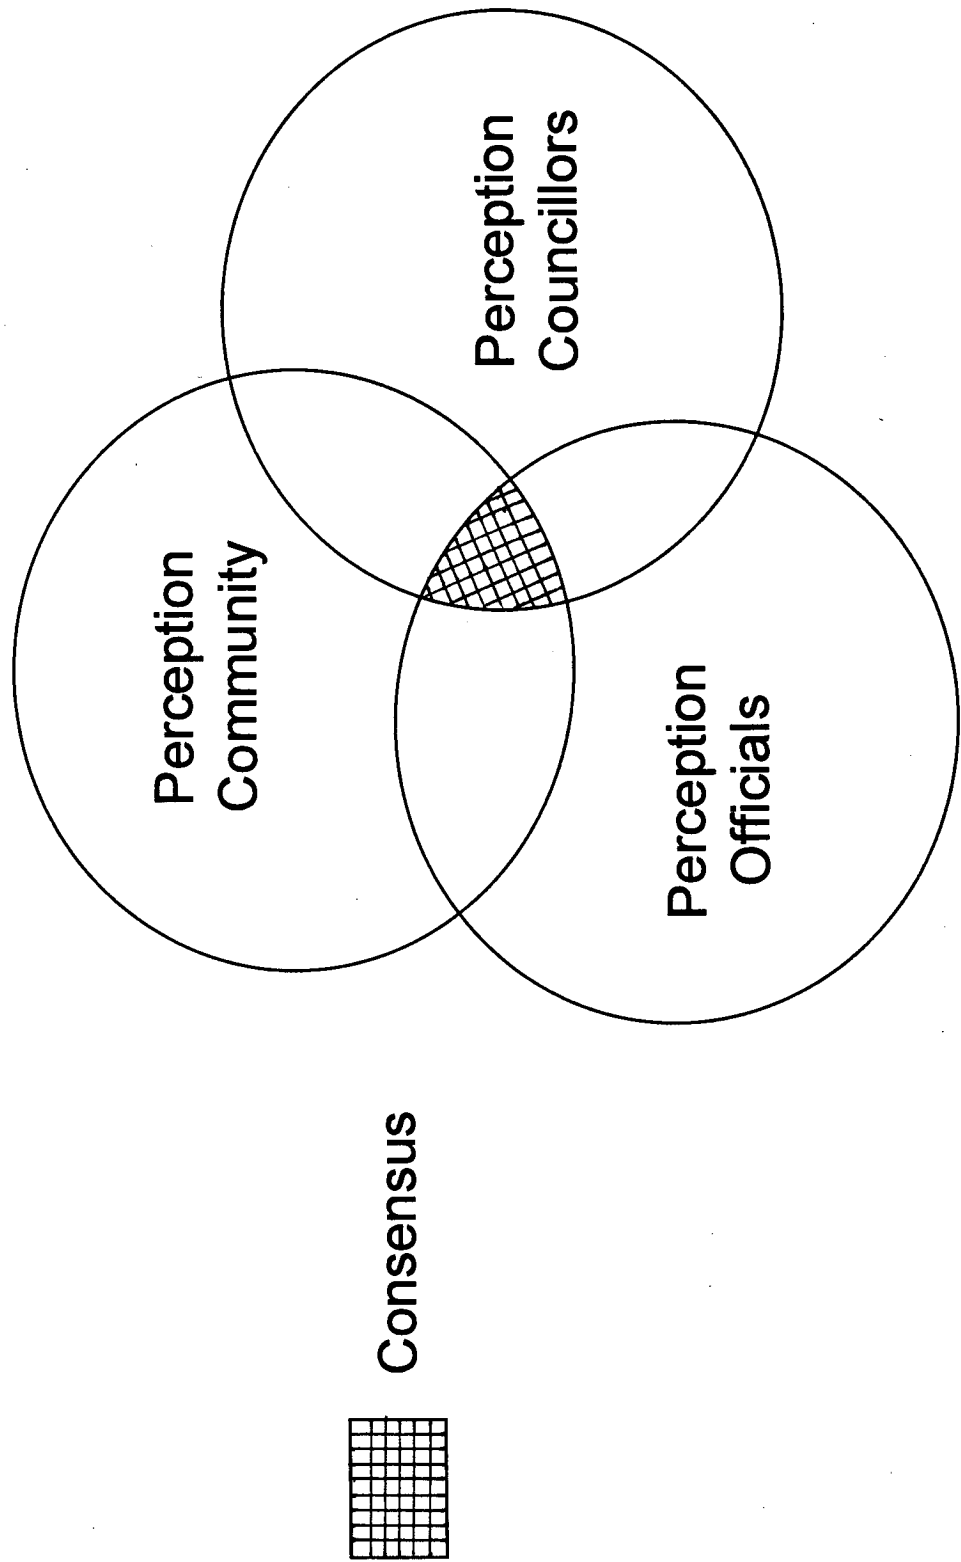 Perception
Community
Perception
Councillors
Perception
Officials
Consensus